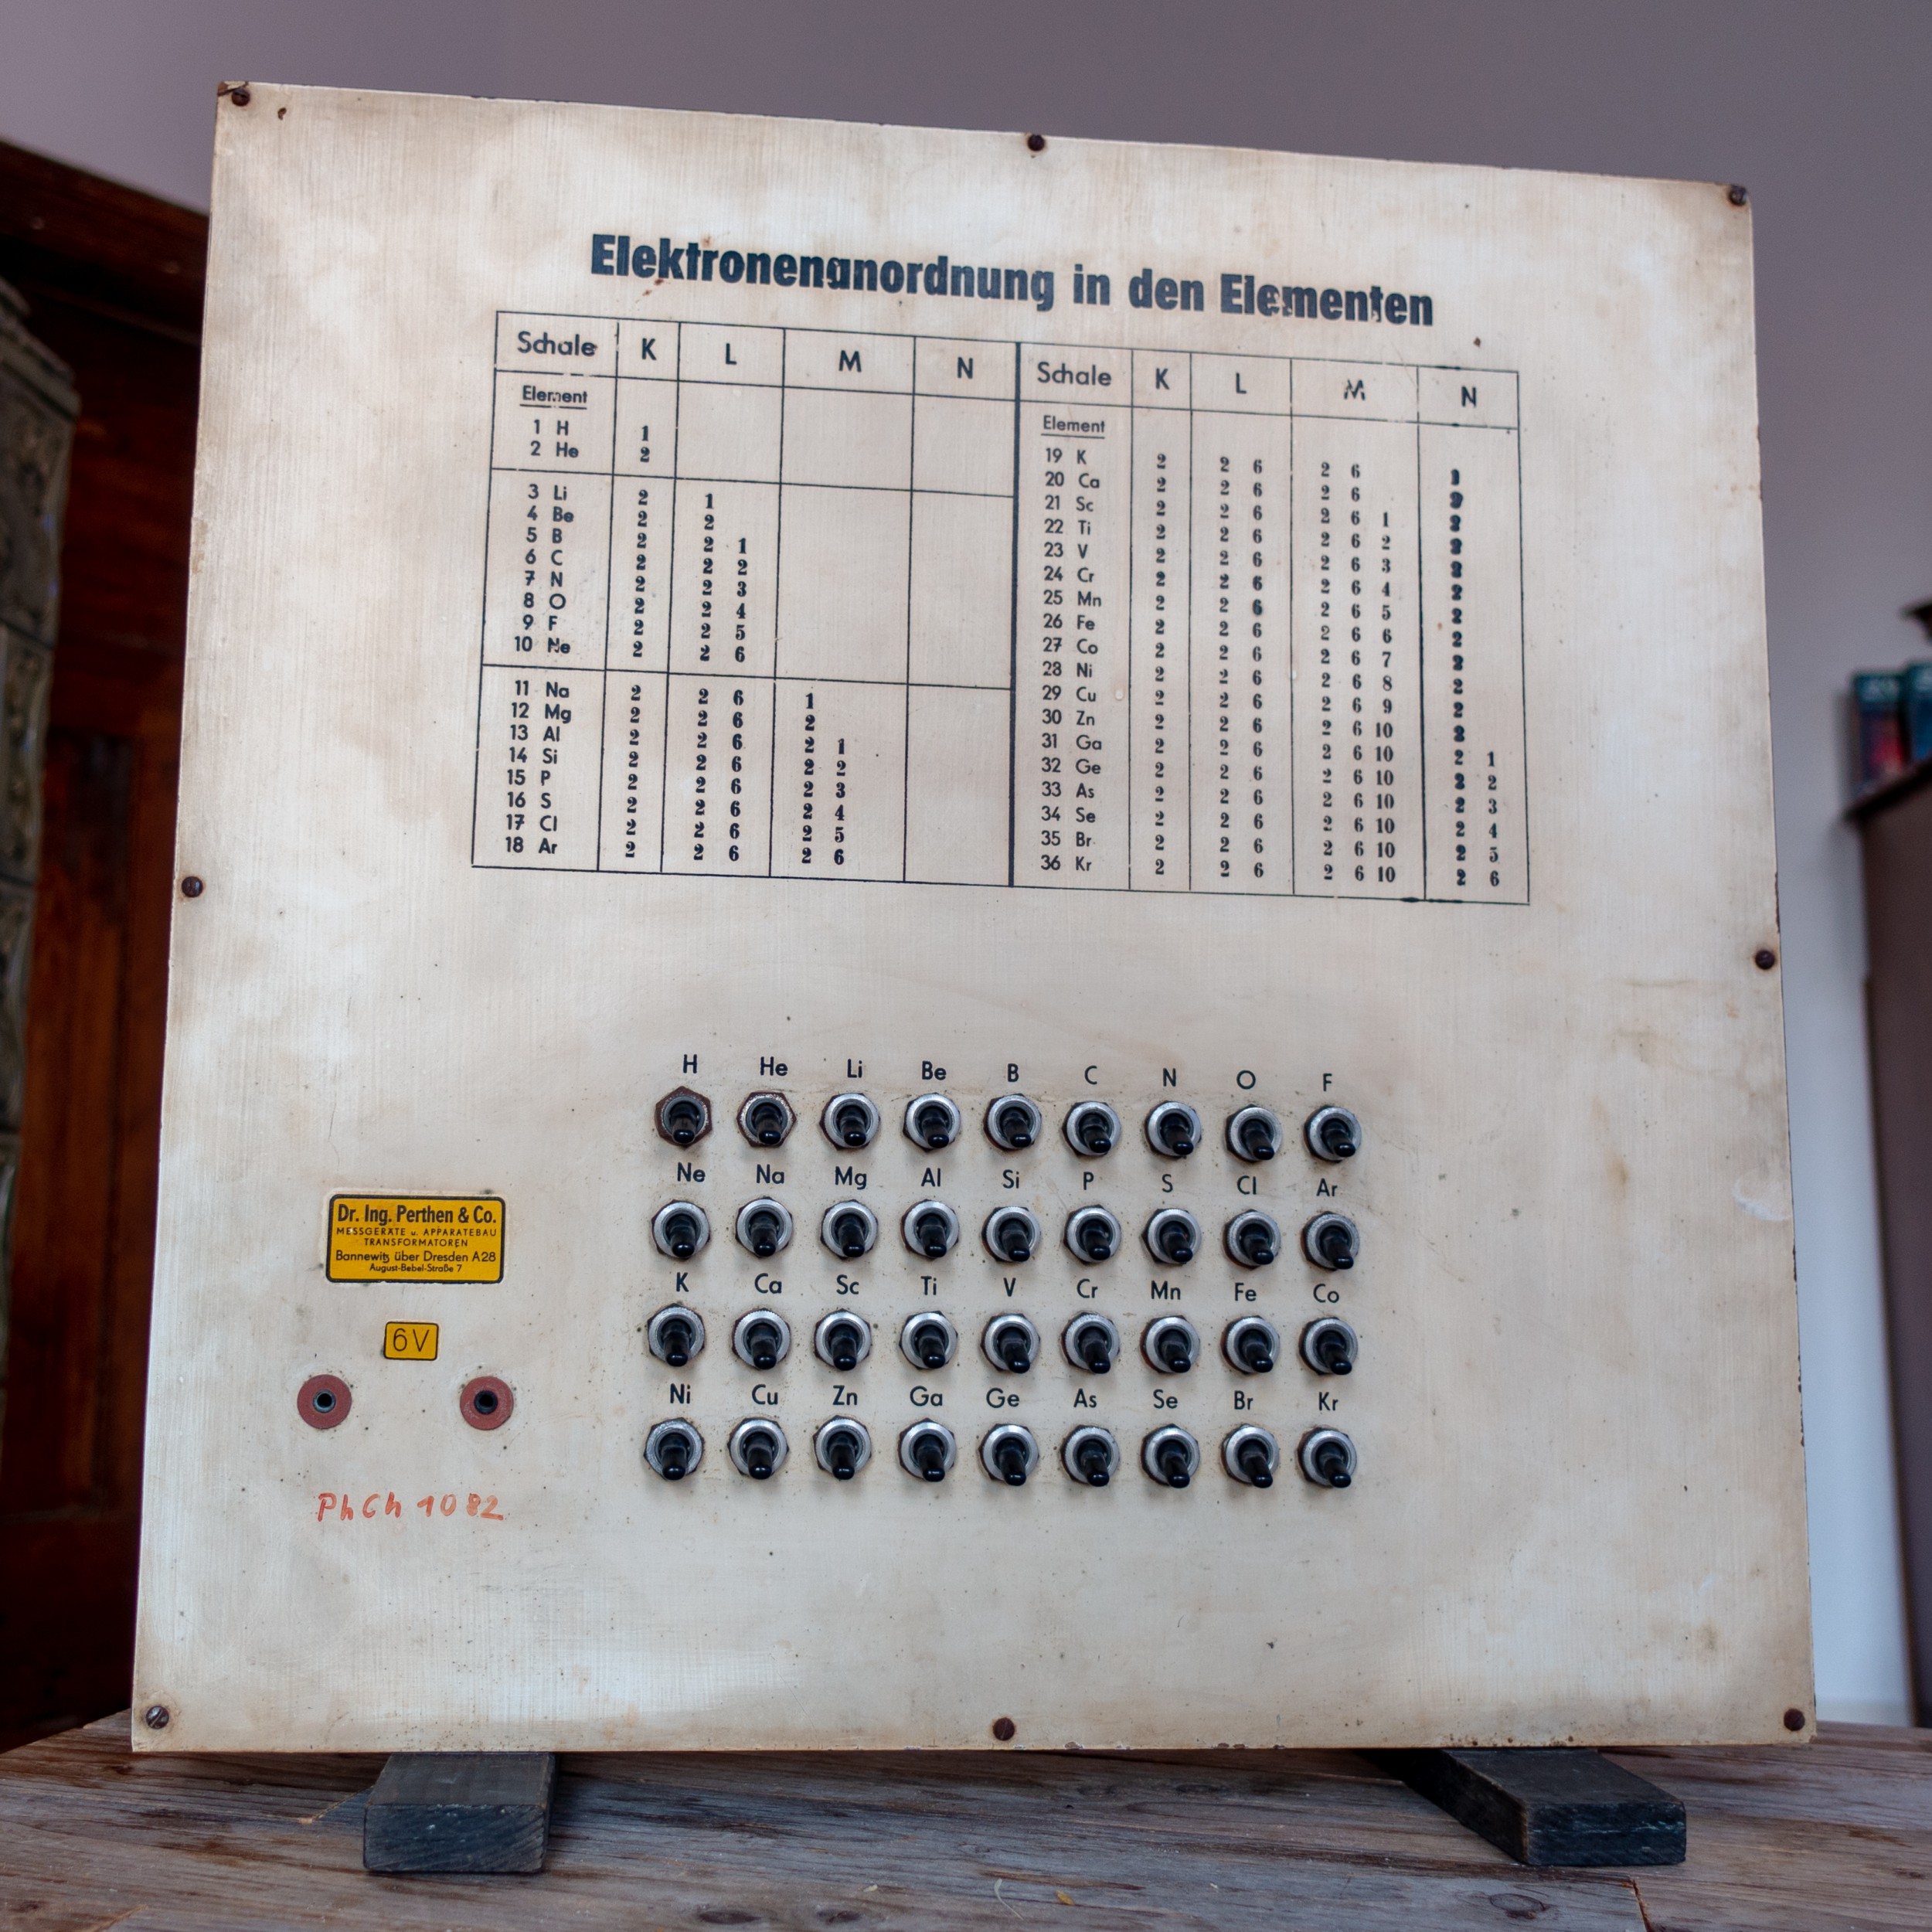 Elektronenanordnung in den Elementen
Schale K L M N
Element
1 H 1
2 He 2
3 Li 2 1
4 Be 2 2
5 B 2 2 1
6 C 2 2 2
7 N 2 2 3
8 O 2 2 4
9 F 2 2 5
10 Ne 2 2 6
11 Na 2 2 6 1
12 Mg 2 2 6 2
13 Al 2 2 6 2 1
14 Si 2 2 6 2 2
15 P 2 2 6 2 3
16 S 2 2 6 2 4
17 Cl 2 2 6 2 5
18 Ar 2 2 6 2 6
Schale K L M N
Element
19 K 2 2 6 2 6 1
20 Ca 2 2 6 2 6 2
21 Sc 2 2 6 2 6 1 2
22 Ti 2 2 6 2 6 2 2
23 V 2 2 6 2 6 3 2
24 Cr 2 2 6 2 6 4 2
25 Mn 2 2 6 2 6 5 2
26 Fe 2 2 6 2 6 6 2
27 Co 2 2 6 2 6 7 2
28 Ni 2 2 6 2 6 8 2
29 Cu 2 2 6 2 6 9 2
30 Zn 2 2 6 2 6 10 2
31 Ga 2 2 6 2 6 10 2 1
32 Ge 2 2 6 2 6 10 2 2
33 As 2 2 6 2 6 10 2 3
34 Se 2 2 6 2 6 10 2 4
35 Br 2 2 6 2 6 10 2 5
36 Kr 2 2 6 2 6 10 2 6
H He Li Be B C N O F
Ne Na Mg Al Si P S Cl Ar
K Ca Sc Ti V Cr Mn Fe Co
Ni Cu Zn Ga Ge As Se Br Kr
Dr. Ing. Perthen & Co.
MESSGERÄTE u. APPARATEBAU
TRANSFORMATOREN
Bannewitz über Dresden A28
August-Bebel-Straße 7
6V
PhCh 1082